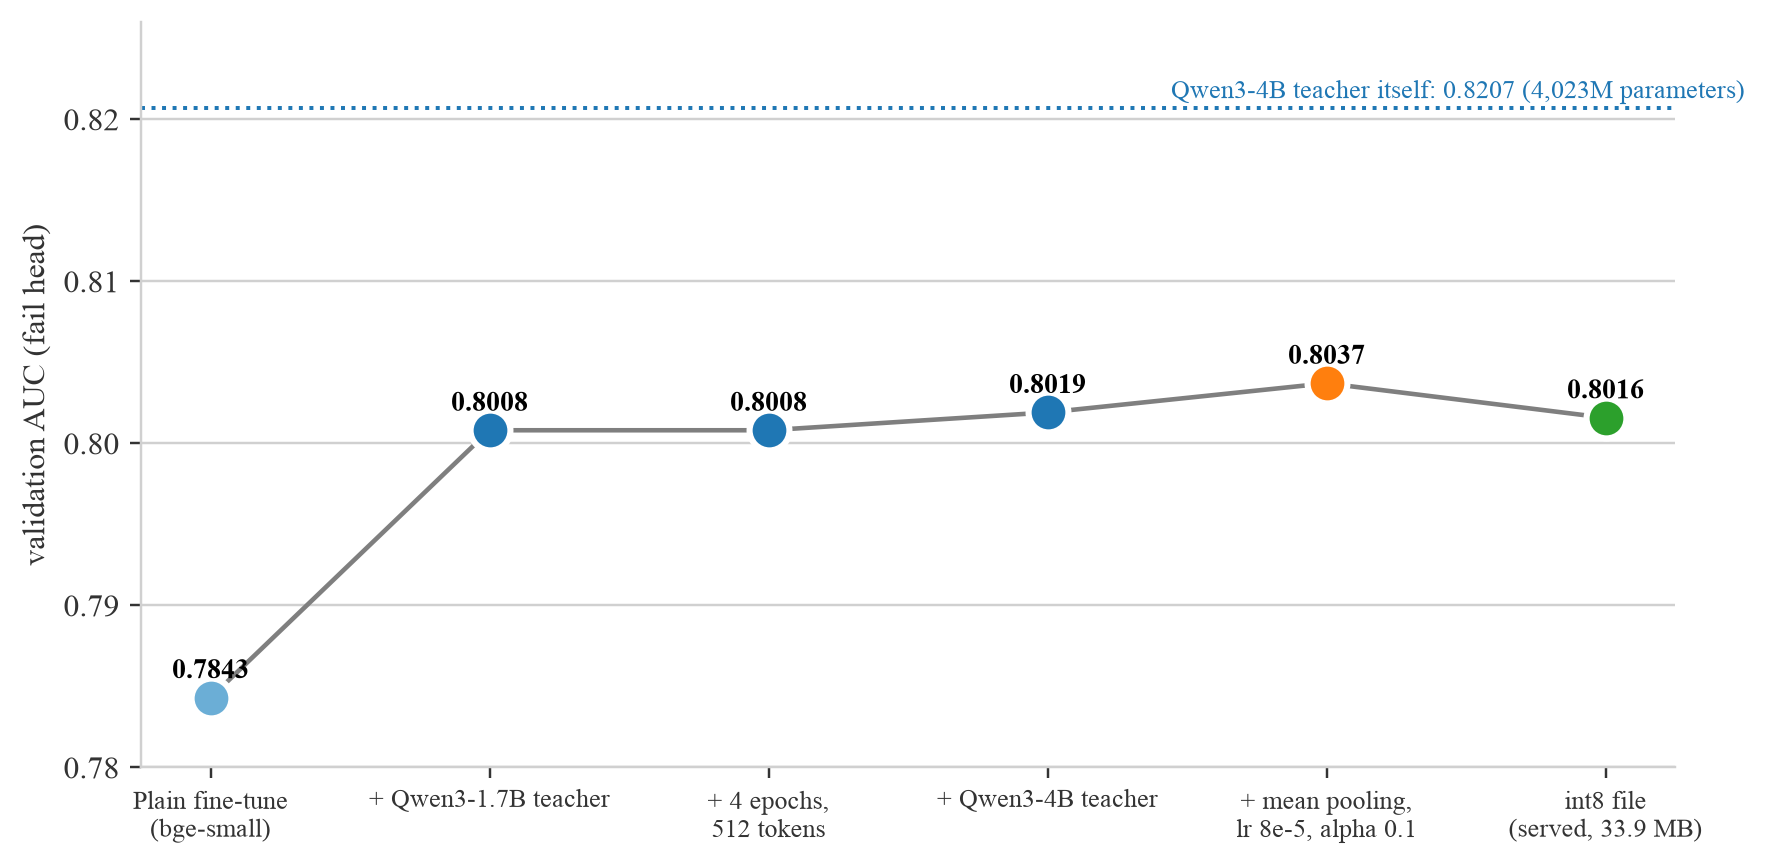 Qwen3-4B teacher itself: 0.8207 (4,023M parameters)
validation AUC (fail head)
0.82
0.81
0.80
0.79
0.78
0.7843
0.8008
0.8008
0.8019
0.8037
0.8016
Plain fine-tune
(bge-small)
+ Qwen3-1.7B teacher
+ 4 epochs,
512 tokens
+ Qwen3-4B teacher
+ mean pooling,
lr 8e-5, alpha 0.1
int8 file
(served, 33.9 MB)